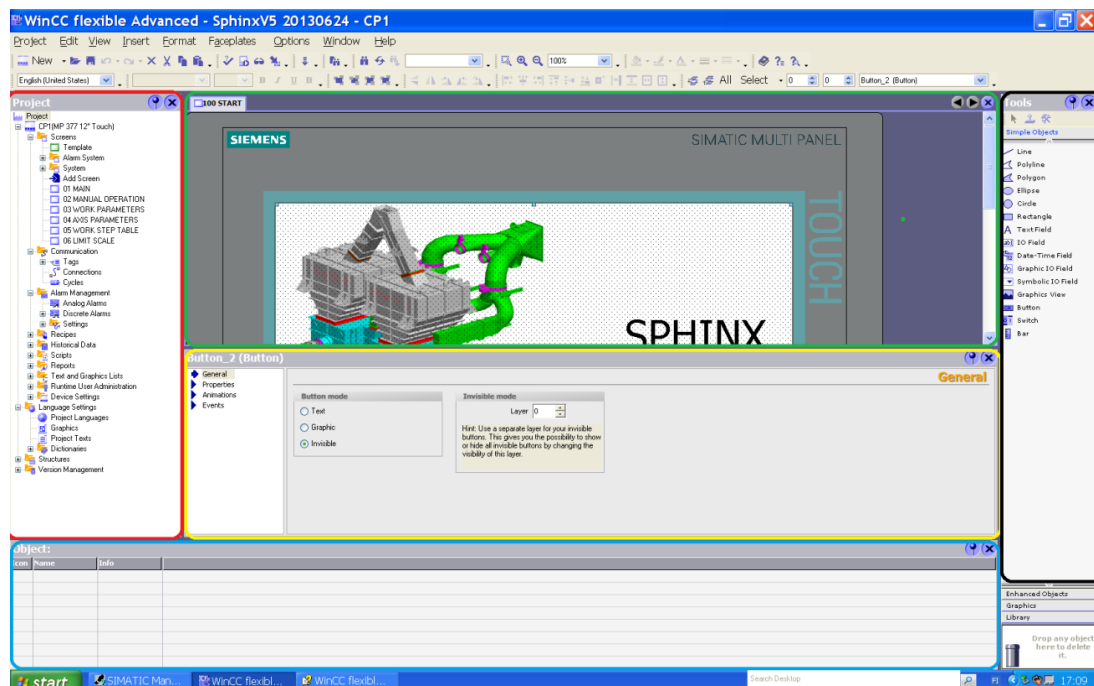 WinCC flexible Advanced - SphinxV5 20130624 - CP1
Project Edit View Insert Format Faceplates Options Window Help
New 100%
English (United States) B I U All Select 0 0 Button_2 (Button)
Project
Project
CP1(MP 377 12" Touch)
Screens
Template
Alarm System
System
Add Screen
01 MAIN
02 MANUAL OPERATION
03 WORK PARAMETERS
04 AXIS PARAMETERS
05 WORK STEP TABLE
06 LIMIT SCALE
Communication
Tags
Connections
Cycles
Alarm Management
Analog Alarms
Discrete Alarms
Settings
Recipes
Historical Data
Scripts
Reports
Text and Graphics Lists
Runtime User Administration
Device Settings
Language Settings
Project Languages
Graphics
Project Texts
Dictionaries
Structures
Version Management
100 START
SIEMENS
SIMATIC MULTI PANEL
TOUCH
SPHINX
Button_2 (Button)
General
Properties
Animations
Events
General
Button mode
Text
Graphic
Invisible
Invisible mode
Layer 0
Hint: Use a separate layer for your invisible
buttons. This gives you the possibility to show
or hide all invisible buttons by changing the
visibility of this layer.
Tools
Simple Objects
Line
Polyline
Polygon
Ellipse
Circle
Rectangle
TextField
IO Field
Date-Time Field
Graphic IO Field
Symbolic IO Field
Graphics View
Button
Switch
Bar
Enhanced Objects
Graphics
Library
Drop any object
here to delete
it.
Object:
Icon Name Info
start SIMATIC Man... WinCC flexibl... WinCC flexibl... Search Desktop FI 17:09